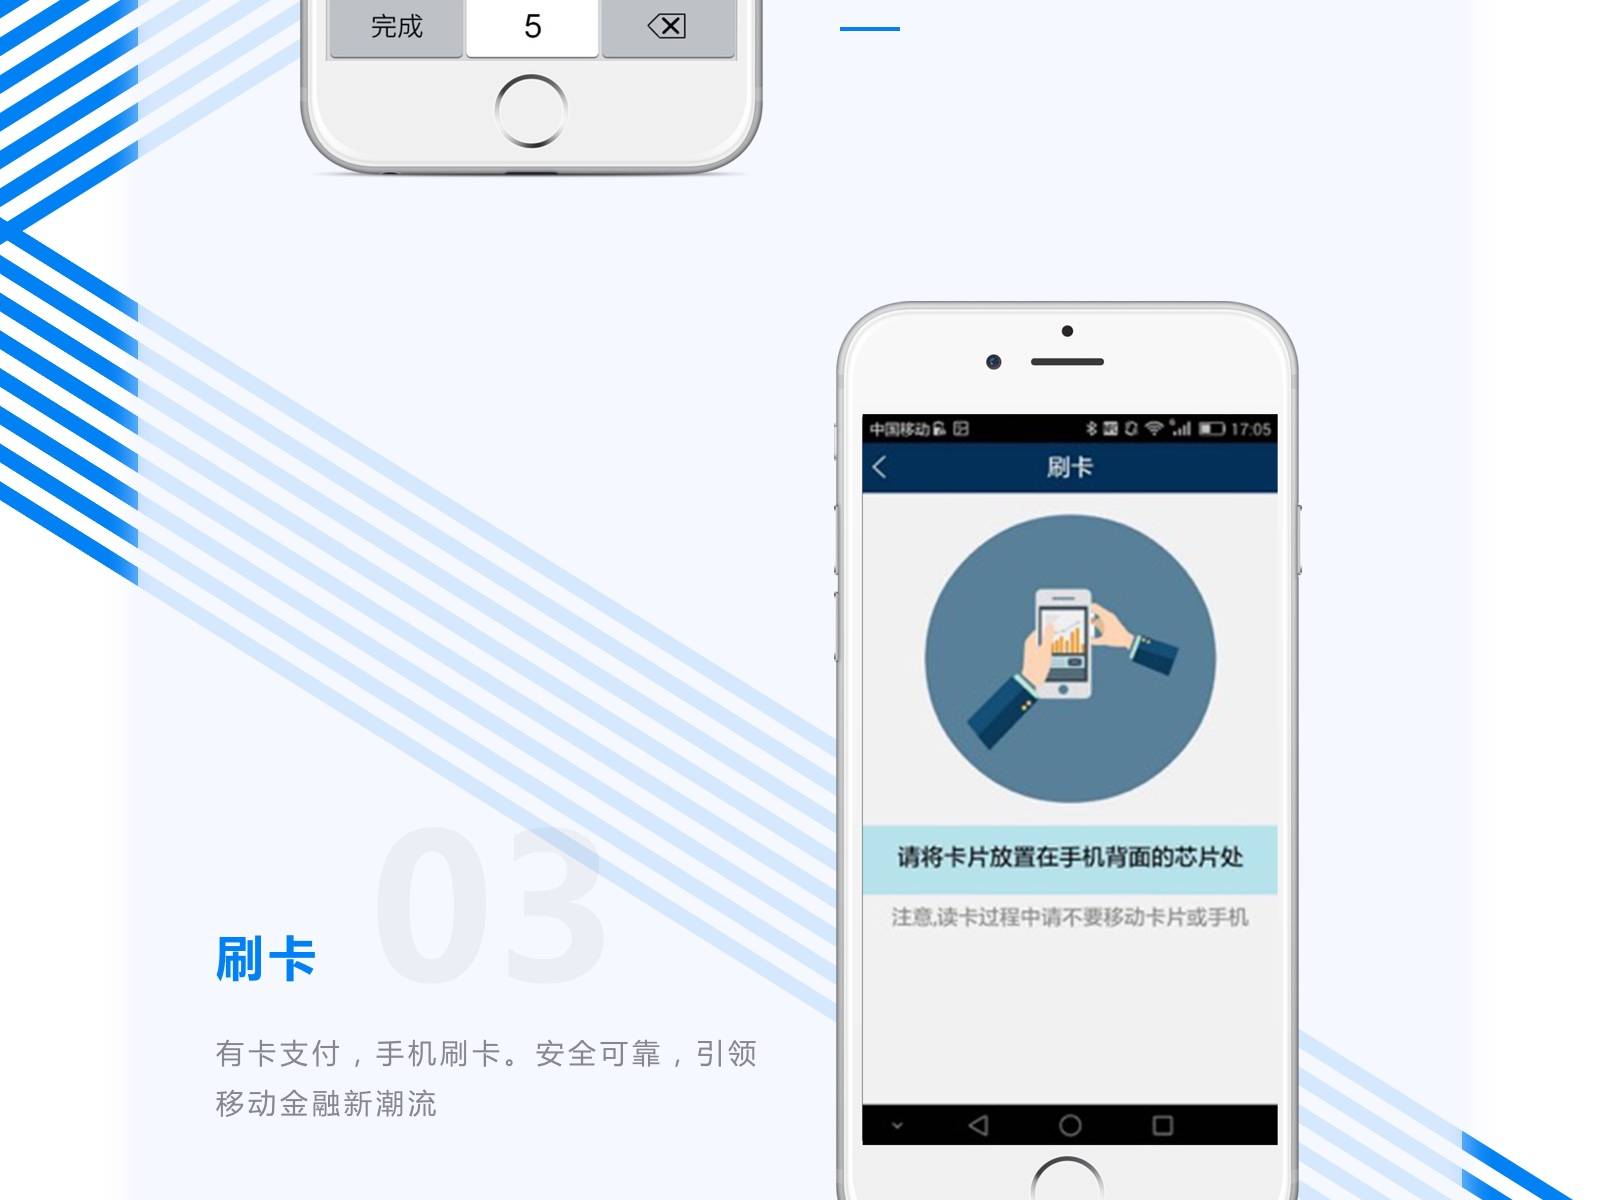 完成 5
中国移动 17:05
刷卡
请将卡片放置在手机背面的芯片处
注意,读卡过程中请不要移动卡片或手机
03
刷卡
有卡支付，手机刷卡。安全可靠，引领
移动金融新潮流